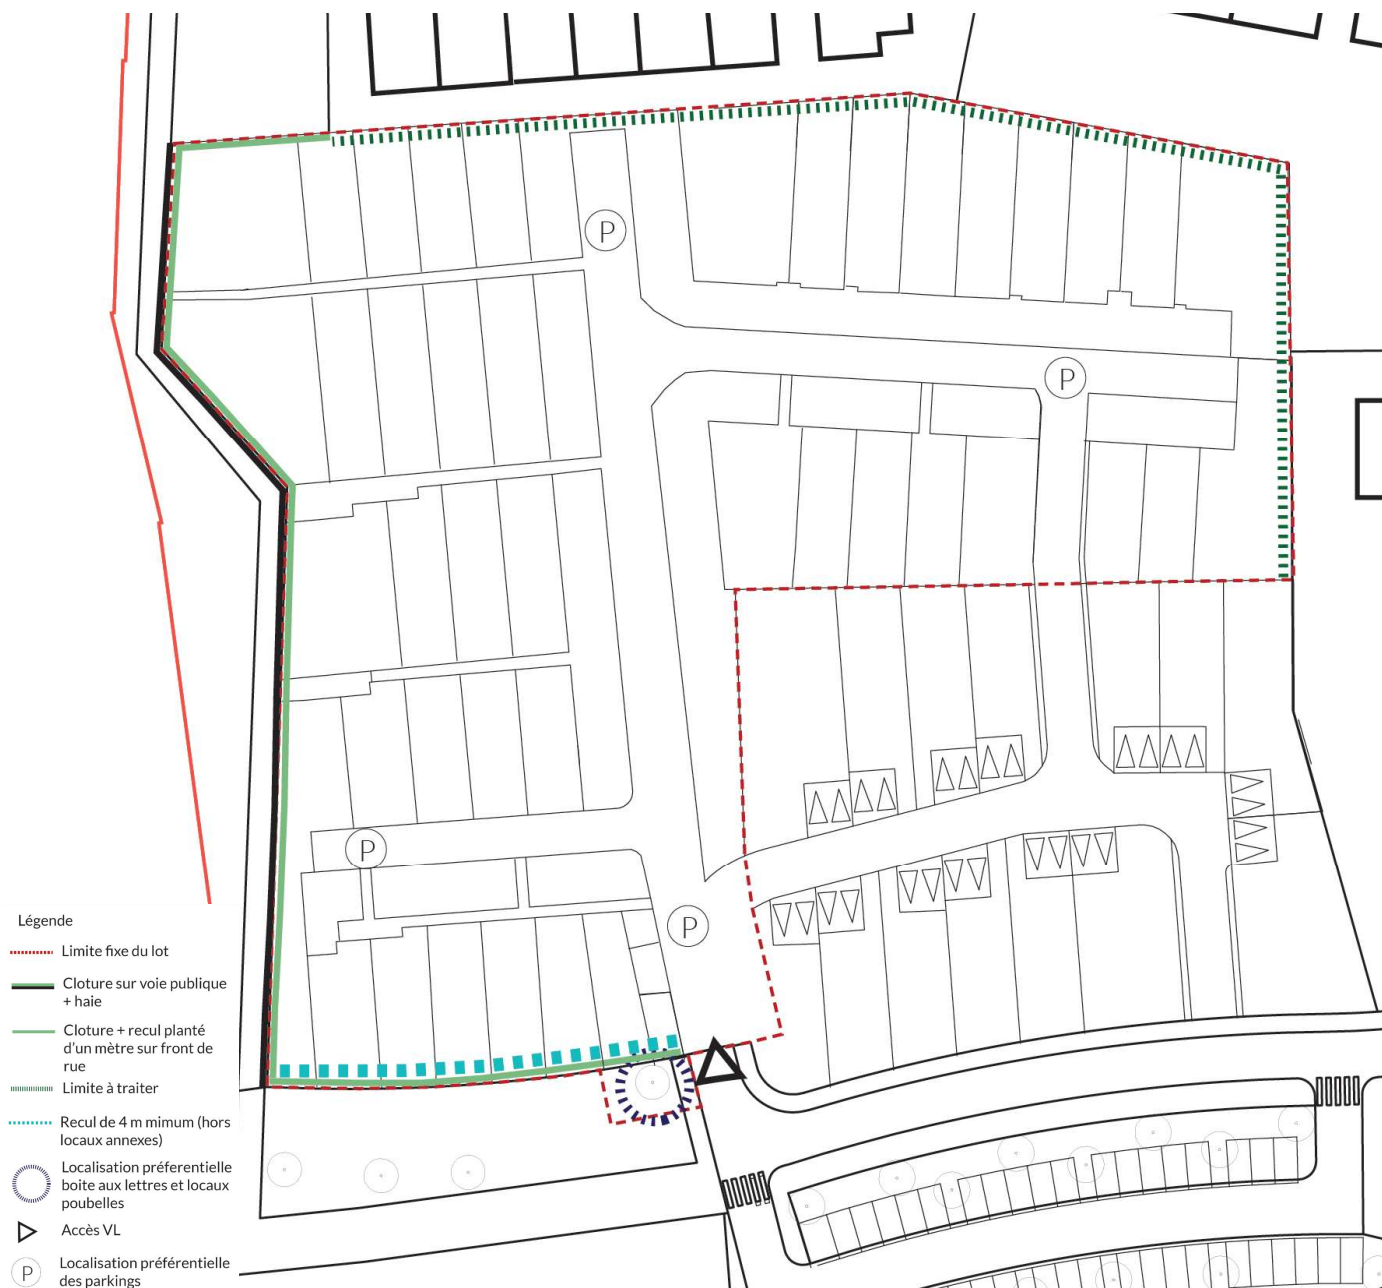 P
P
P
P
Légende
Limite fixe du lot
Cloture sur voie publique
+ haie
Cloture + recul planté
d'un mètre sur front de
rue
Limite à traiter
Recul de 4 m mimum (hors
locaux annexes)
Localisation préferentielle
boite aux lettres et locaux
poubelles
Accès VL
P
Localisation préférentielle
des parkings